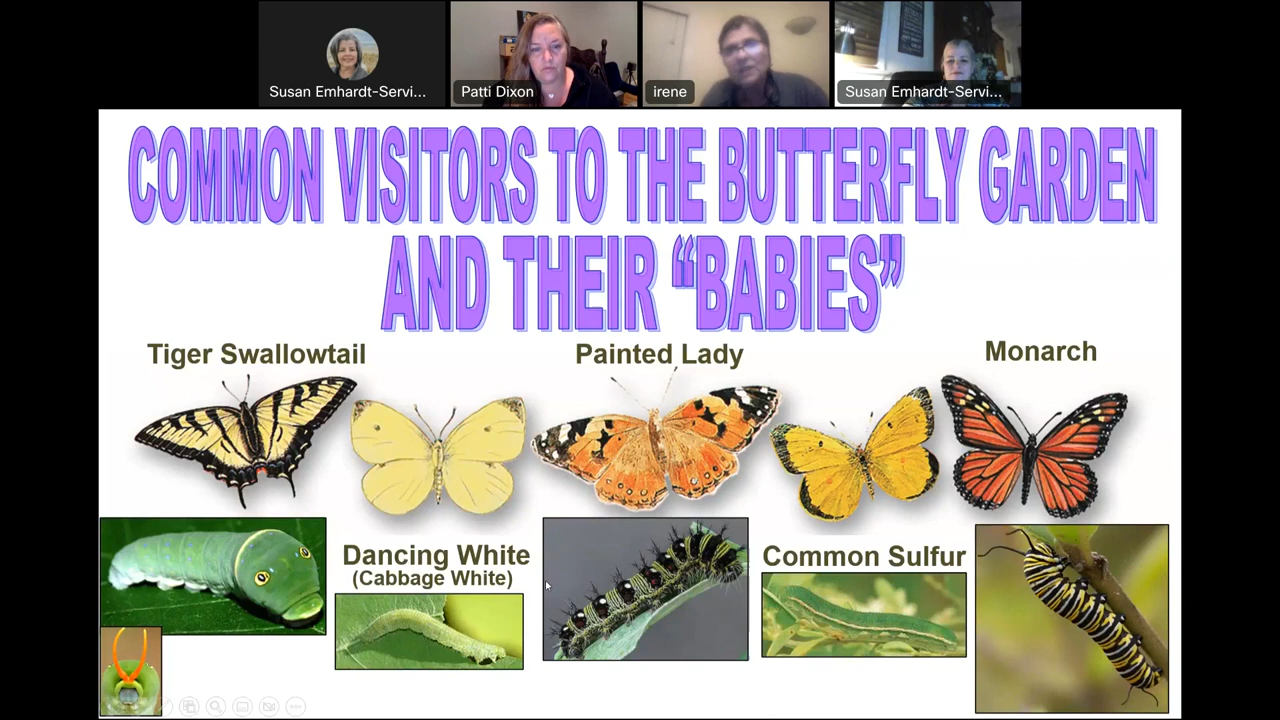 Susan Emhardt-Servi...
Patti Dixon
irene
Susan Emhardt-Servi...
COMMON VISITORS TO THE BUTTERFLY GARDEN
AND THEIR “BABIES”
Tiger Swallowtail
Painted Lady
Monarch
Dancing White
(Cabbage White)
Common Sulfur